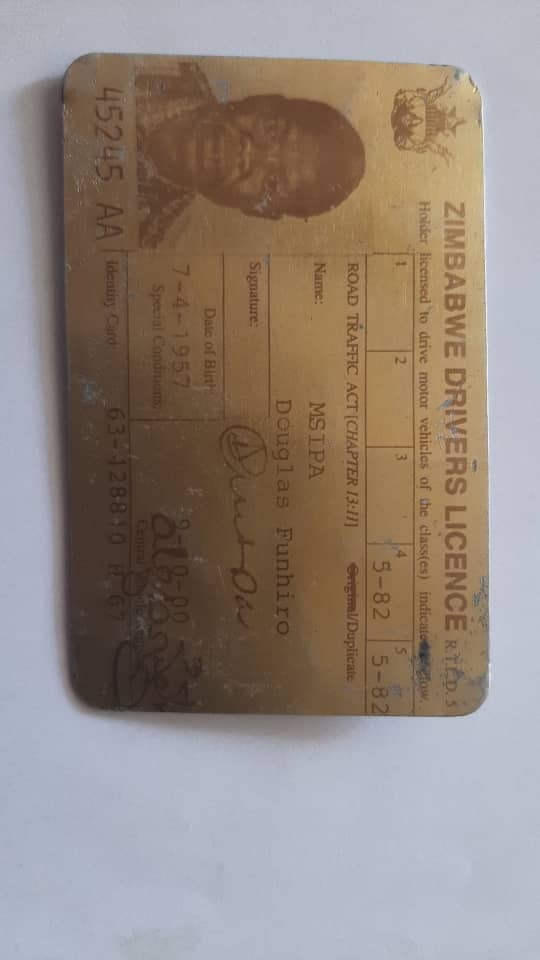 ZIMBABWE DRIVERS LICENCE R.T.E.D. 5
Holder licensed to drive motor vehicles of the class(es) indicated below.
1 2 3 4 5
5-82 5-82
ROAD TRAFFIC ACT [CHAPTER 13:11] Original/Duplicate
Name: MSIPA
Douglas Funhiro
Signature:
Date of Birth:
7-4-1957
Special Conditions:
45245 AA
Identity Card: